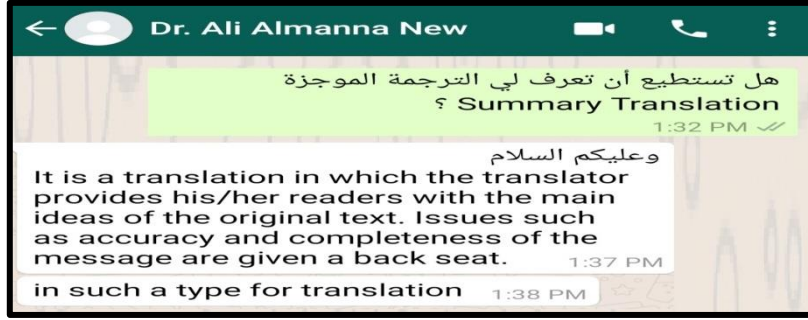 Dr. Ali Almanna New
هل تستطيع أن تعرف لي الترجمة الموجزة
Summary Translation ؟
1:32 PM
وعليكم السلام
It is a translation in which the translator
provides his/her readers with the main
ideas of the original text. Issues such
as accuracy and completeness of the
message are given a back seat. 1:37 PM
in such a type for translation 1:38 PM